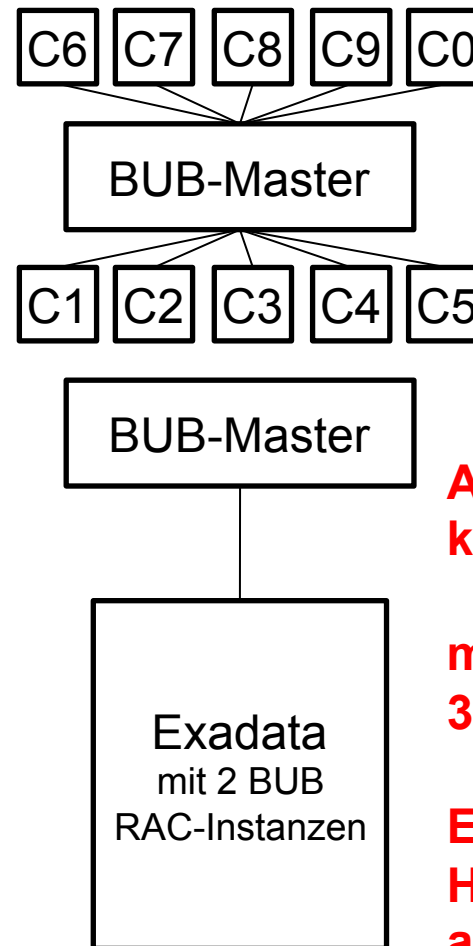 C6 C7 C8 C9 C0
BUB-Master
C1 C2 C3 C4 C5
BUB-Master
Exadata
mit 2 BUB
RAC-Instanzen
3